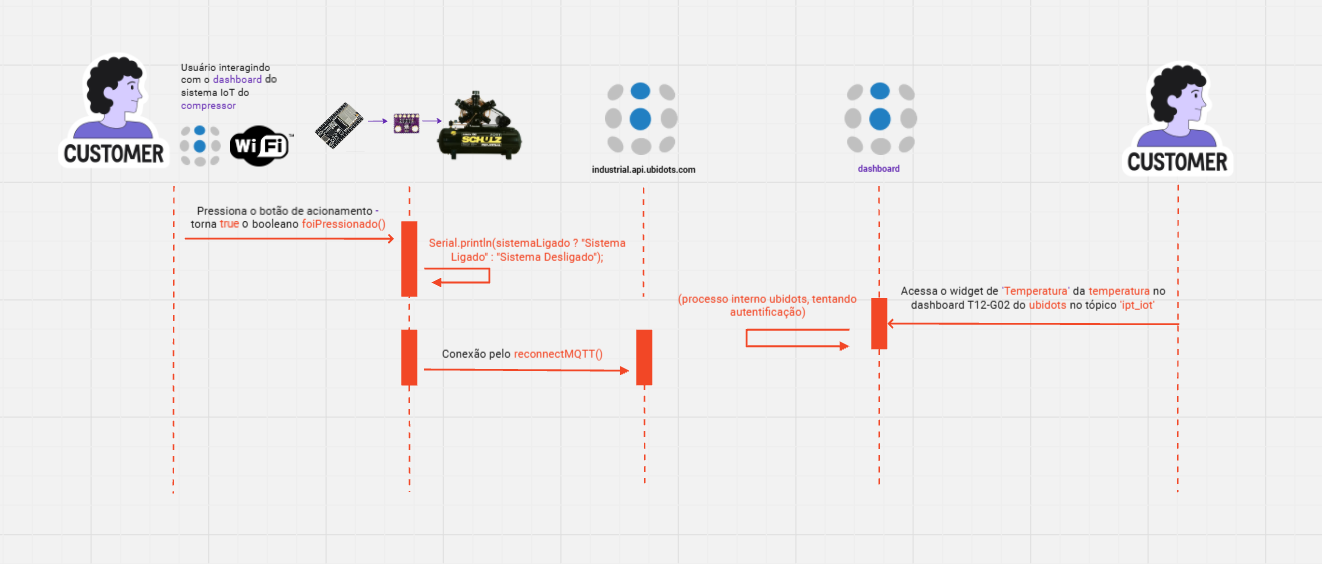 Usuário interagindo
com o dashboard do
sistema IoT do
compressor
CUSTOMER
Wi Fi
™
SCHULZ
industrial.api.ubidots.com
dashboard
CUSTOMER
Pressiona o botão de acionamento -
torna true o booleano foiPressionado()
Serial.println(sistemaLigado ? "Sistema
Ligado" : "Sistema Desligado");
(processo interno ubidots, tentando
autentificação)
Acessa o widget de 'Temperatura' da temperatura no
dashboard T12-G02 do ubidots no tópico 'ipt_iot'
Conexão pelo reconnectMQTT()